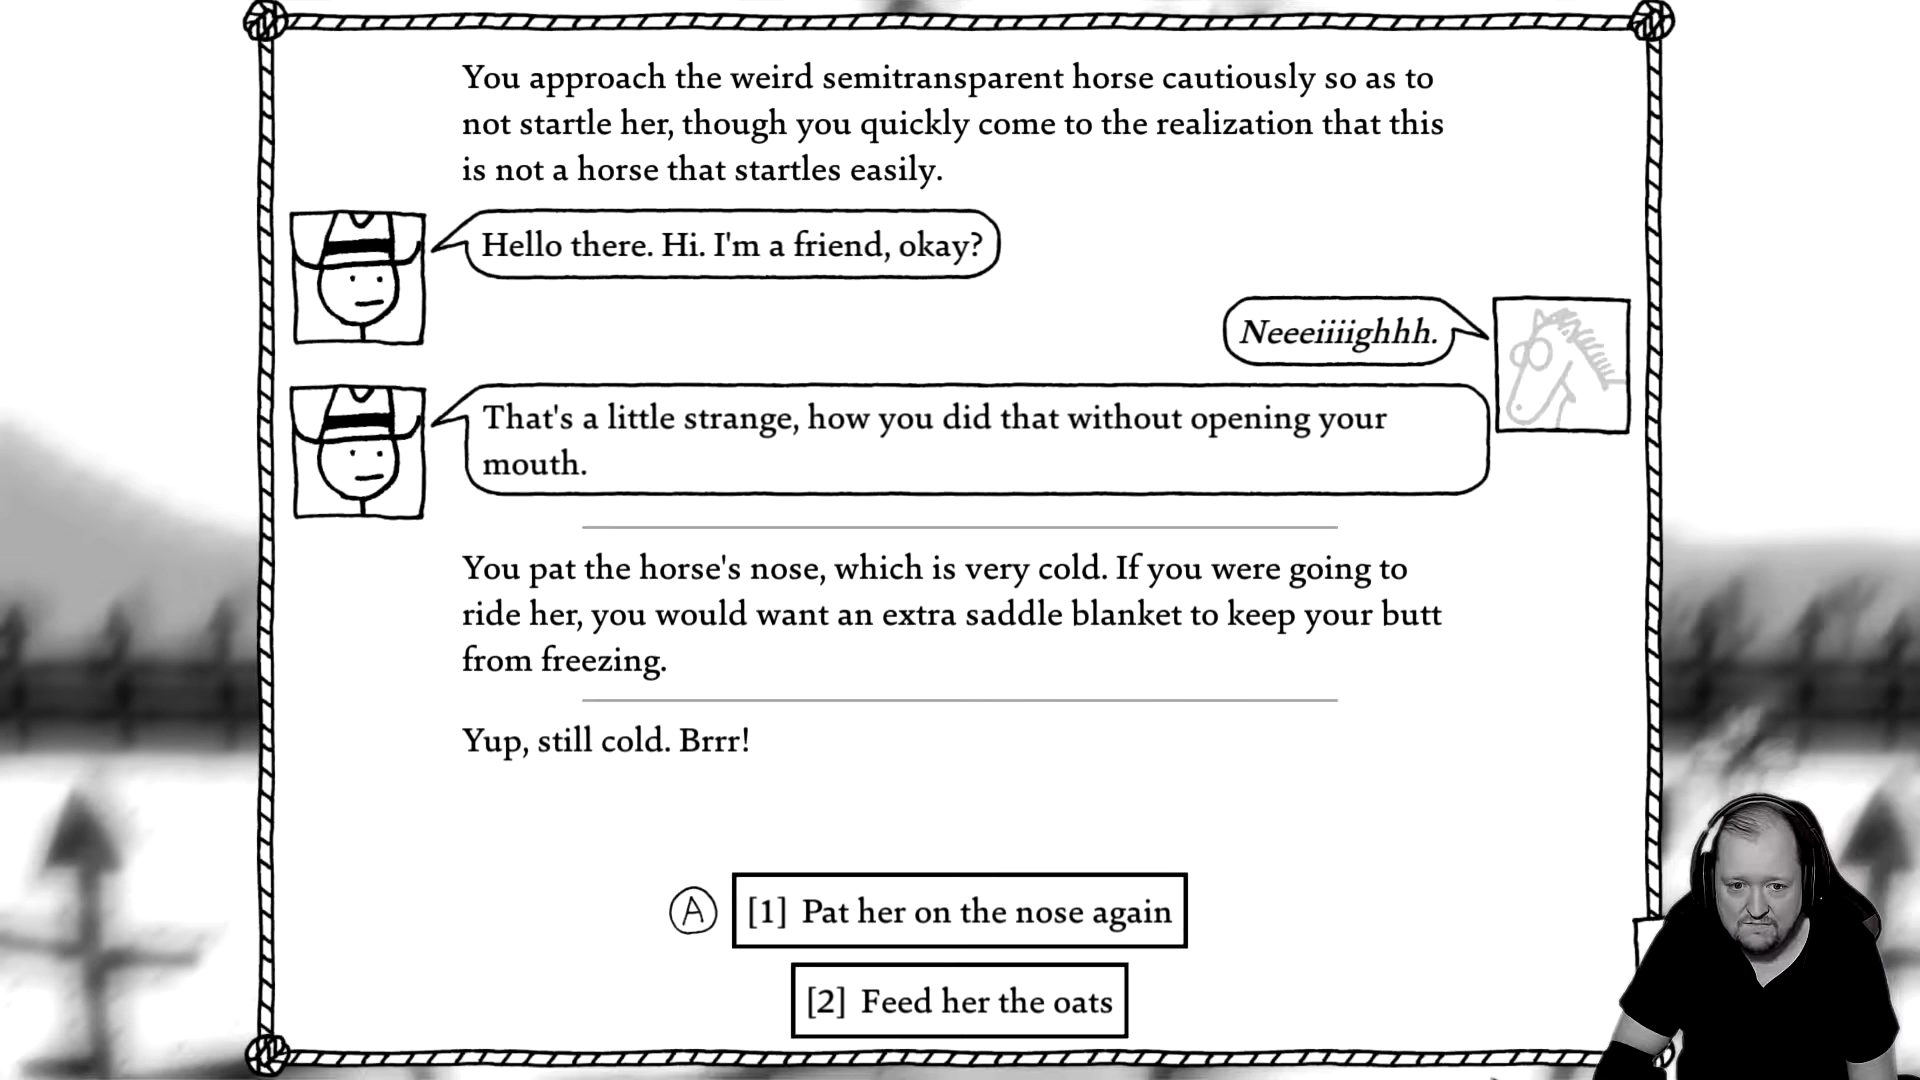 You approach the weird semitransparent horse cautiously so as to
not startle her, though you quickly come to the realization that this
is not a horse that startles easily.
Hello there. Hi. I'm a friend, okay?
Neeeiiiighhh.
That's a little strange, how you did that without opening your
mouth.
You pat the horse's nose, which is very cold. If you were going to
ride her, you would want an extra saddle blanket to keep your butt
from freezing.
Yup, still cold. Brrr!
A [1] Pat her on the nose again
[2] Feed her the oats